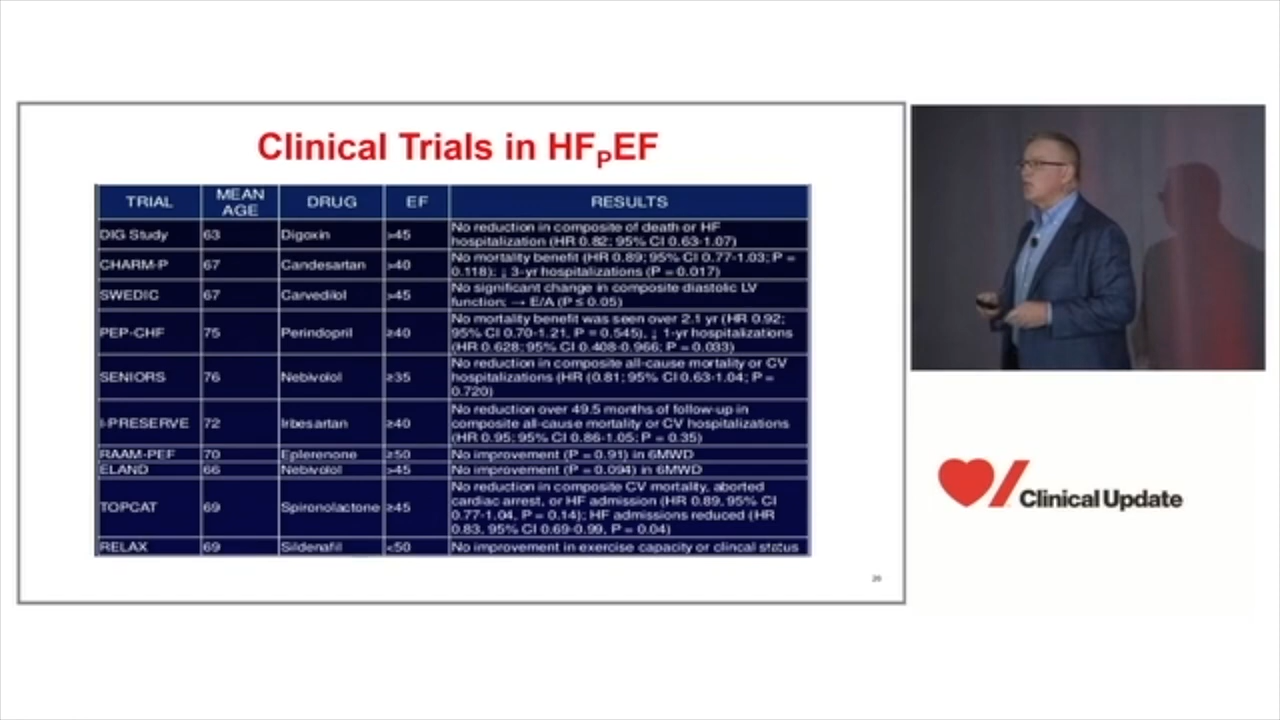 Clinical Trials in HFPEF
TRIAL MEAN AGE DRUG EF RESULTS
DIG Study 63 Digoxin >45 No reduction in composite of death or HF
hospitalization (HR 0.82; 95% CI 0.63-1.07)
CHARM-P 67 Candesartan >40 No mortality benefit (HR 0.89; 95% CI 0.77-1.03; P =
0.118); ↓ 3-yr hospitalizations (P = 0.017)
SWEDIC 67 Carvedilol >45 No significant change in composite diastolic LV
function; → E/A (P ≤ 0.05)
PEP-CHF 75 Perindopril ≥40 No mortality benefit was seen over 2.1 yr (HR 0.92;
95% CI 0.70-1.21, P = 0.545), ↓ 1-yr hospitalizations
(HR 0.628; 95% CI 0.408-0.966; P = 0.033)
SENIORS 76 Nebivolol ≥35 No reduction in composite all-cause mortality or CV
hospitalizations (HR (0.81; 95% CI 0.63-1.04; P =
0.720)
I-PRESERVE 72 Irbesartan ≥40 No reduction over 49.5 months of follow-up in
composite all-cause mortality or CV hospitalizations
(HR 0.95; 95% CI 0.86-1.05; P = 0.35)
RAAM-PEF 70 Eplerenone ≥50 No improvement (P = 0.91) in 6MWD
ELAND 66 Nebivolol >45 No improvement (P = 0.094) in 6MWD
TOPCAT 69 Spironolactone ≥45 No reduction in composite CV mortality, aborted
cardiac arrest, or HF admission (HR 0.89, 95% CI
0.77-1.04, P = 0.14); HF admissions reduced (HR
0.83, 95% CI 0.69-0.99, P = 0.04)
RELAX 69 Sildenafil <50 No improvement in exercise capacity or clincal status
Clinical Update